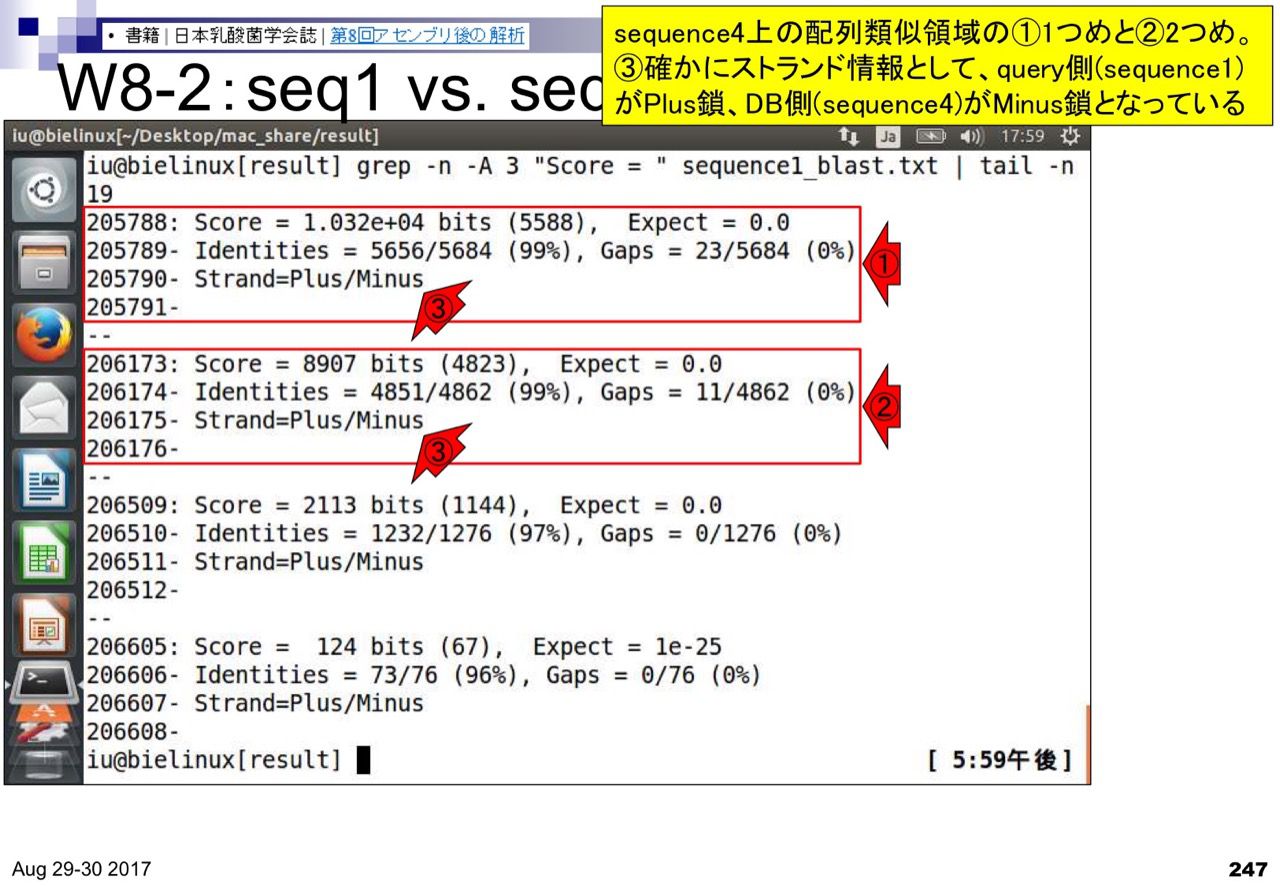 • 書籍 | 日本乳酸菌学会誌 | 第8回アセンブリ後の解析
sequence4上の配列類似領域の①1つめと②2つめ。
③確かにストランド情報として、query側(sequence1)
がPlus鎖、DB側(sequence4)がMinus鎖となっている
W8-2：seq1 vs. sec
iu@bielinux[~/Desktop/mac_share/result]
Ja 17:59
iu@bielinux[result] grep -n -A 3 "Score = " sequence1_blast.txt | tail -n
19
205788: Score = 1.032e+04 bits (5588),  Expect = 0.0
205789- Identities = 5656/5684 (99%), Gaps = 23/5684 (0%)
①
205790- Strand=Plus/Minus
205791-
③
--
206173: Score = 8907 bits (4823),  Expect = 0.0
206174- Identities = 4851/4862 (99%), Gaps = 11/4862 (0%)
②
206175- Strand=Plus/Minus
206176-
③
--
206509: Score = 2113 bits (1144),  Expect = 0.0
206510- Identities = 1232/1276 (97%), Gaps = 0/1276 (0%)
206511- Strand=Plus/Minus
206512-
--
206605: Score =  124 bits (67),  Expect = 1e-25
206606- Identities = 73/76 (96%), Gaps = 0/76 (0%)
206607- Strand=Plus/Minus
206608-
iu@bielinux[result]
[ 5:59午後]
Aug 29-30 2017
247